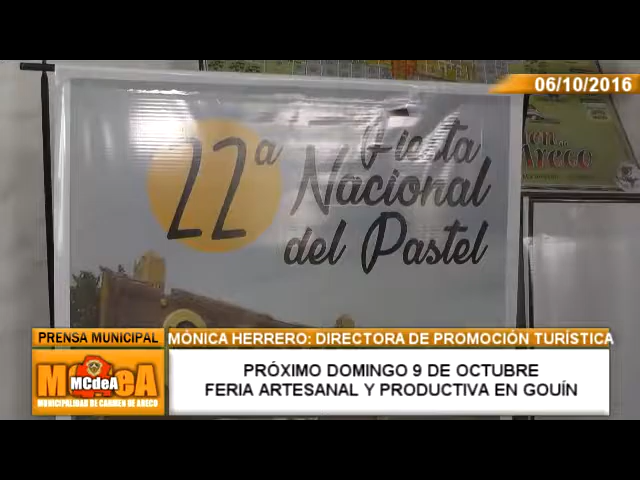 06/10/2016
22ª Fiesta
Nacional
del Pastel
Areco
PRENSA MUNICIPAL
MÓNICA HERRERO: DIRECTORA DE PROMOCIÓN TURÍSTICA
MCdeA
MUNICIPALIDAD DE CARMEN DE ARECO
PRÓXIMO DOMINGO 9 DE OCTUBRE
FERIA ARTESANAL Y PRODUCTIVA EN GOUÍN